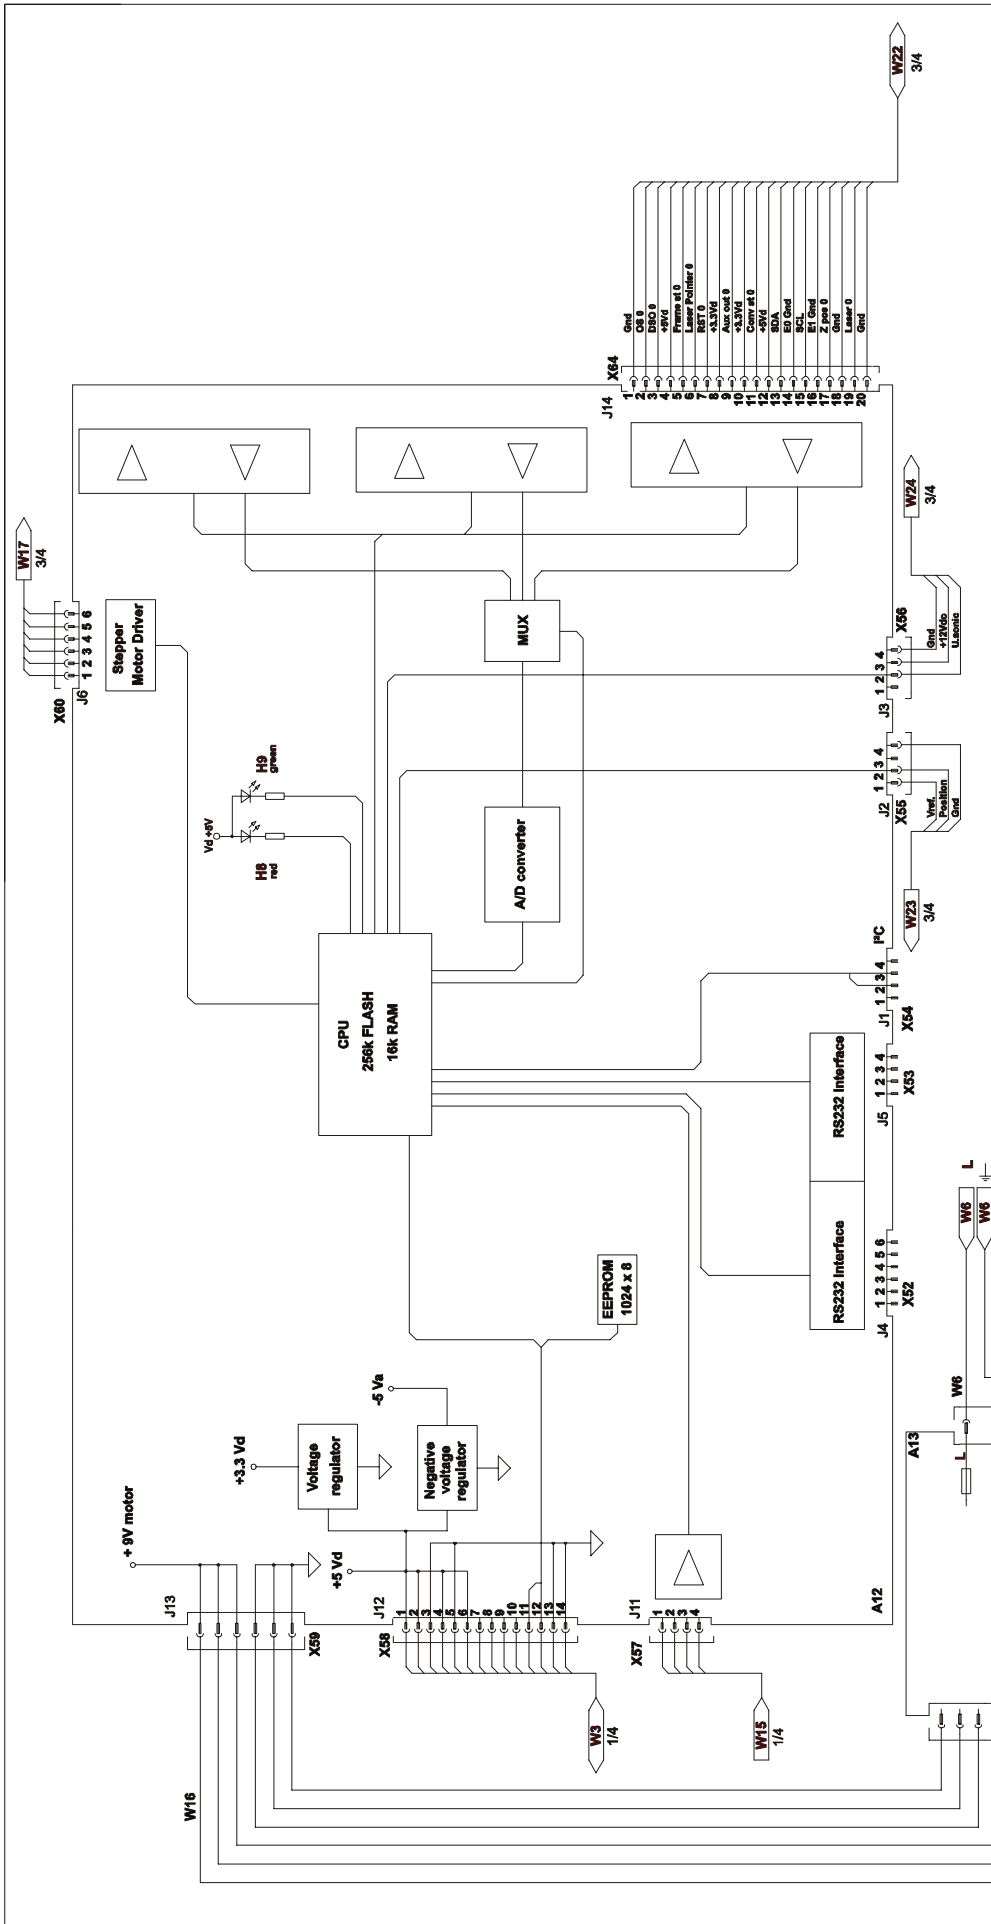 W22
3/4
Gnd
OS 0
DSO 0
+5Vd
Frame st 0
Laser Pointer 0
RST 0
+3.3Vd
Aux out 0
+3.3Vd
Conv st 0
+5Vd
SDA
E0 Gnd
SCL
E1 Gnd
Z pos 0
Gnd
Laser 0
Gnd
X64
J14
1
2
3
4
5
6
7
8
9
10
11
12
13
14
15
16
17
18
19
20
W17
3/4
1 2 3 4 5 6
X60
J6
Stepper
Motor Driver
MUX
W24
3/4
Gnd
+12Vdc
U.sonic
X56
1 2 3 4
J3
H9
green
Vd +5V
H8
red
A/D converter
1 2 3 4
J2
X55
Vref.
Position
Gnd
W23
3/4
CPU
256k FLASH
16k RAM
I²C
1 2 3 4
J1
X54
RS232 Interface
1 2 3 4
X53
J5
RS232 Interface
1 2 3 4 5 6
X52
J4
EEPROM
1024 x 8
L
W6
W6
W6
A13
L
-5 Va
+3.3 Vd
Voltage
regulator
Negative
voltage
regulator
+ 9V motor
+5 Vd
J13
X59
J12
X58
1
2
3
4
5
6
7
8
9
10
11
12
13
14
J11
X57
1
2
3
4
A12
W3
1/4
W15
1/4
W16